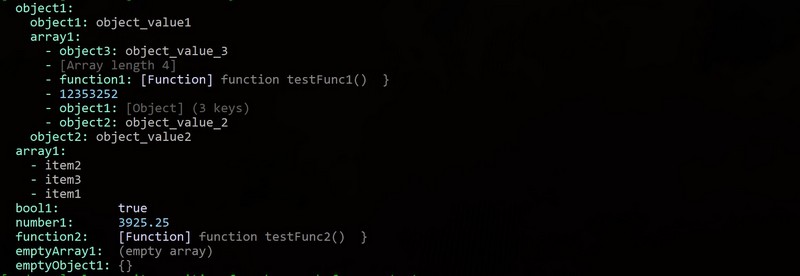 object1:
object1: object_value1
array1:
- object3: object_value_3
- [Array length 4]
- function1: [Function] function testFunc1()  }
- 12353252
- object1: [Object] (3 keys)
- object2: object_value_2
object2: object_value2
array1:
- item2
- item3
- item1
bool1: true
number1: 3925.25
function2: [Function] function testFunc2()  }
emptyArray1: (empty array)
emptyObject1: {}